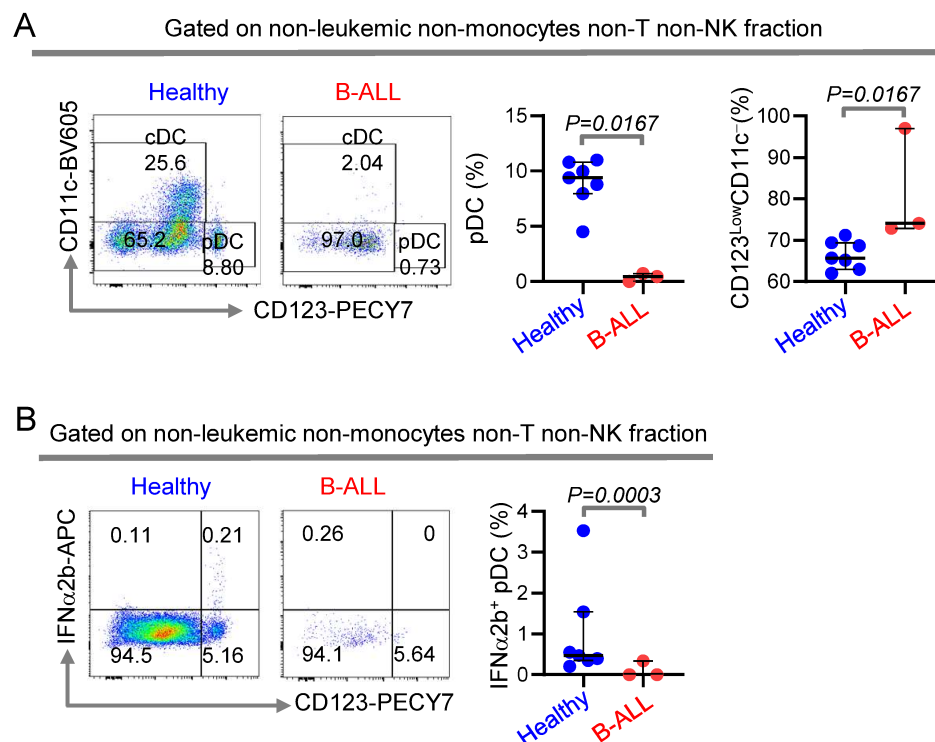 A
Gated on non-leukemic non-monocytes non-T non-NK fraction
Healthy
B-ALL
CD11c-BV605
cDC
25.6
65.2
pDC
8.80
cDC
2.04
97.0
pDC
0.73
CD123-PECY7
pDC (%)
15
10
5
0
P=0.0167
Healthy
B-ALL
CD123LowCD11c−(%)
100
90
80
70
60
P=0.0167
Healthy
B-ALL
B
Gated on non-leukemic non-monocytes non-T non-NK fraction
Healthy
B-ALL
IFNα2b-APC
0.11
0.21
94.5
5.16
0.26
0
94.1
5.64
CD123-PECY7
IFNα2b+ pDC (%)
4
3
2
1
0
P=0.0003
Healthy
B-ALL